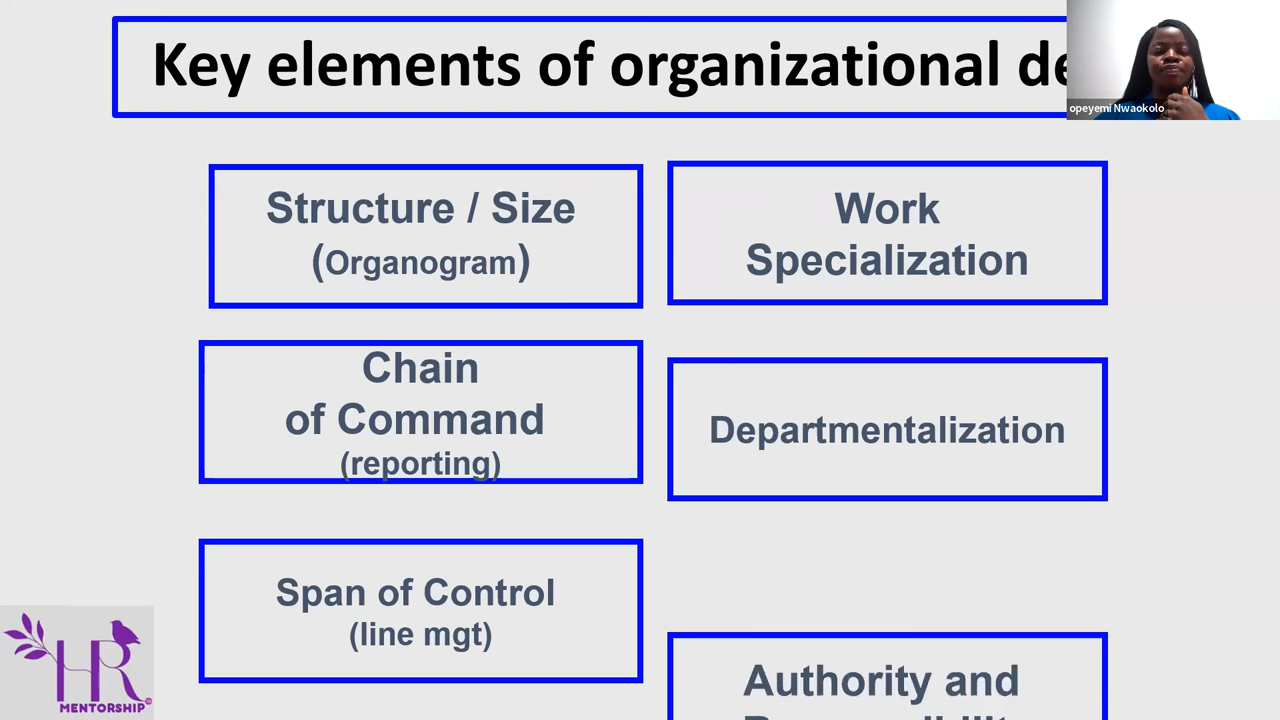 Key elements of organizational
opeyemi Nwaokolo
Structure / Size
(Organogram)
Work
Specialization
Chain
of Command
(reporting)
Departmentalization
Span of Control
(line mgt)
Authority and
HR
MENTORSHIP